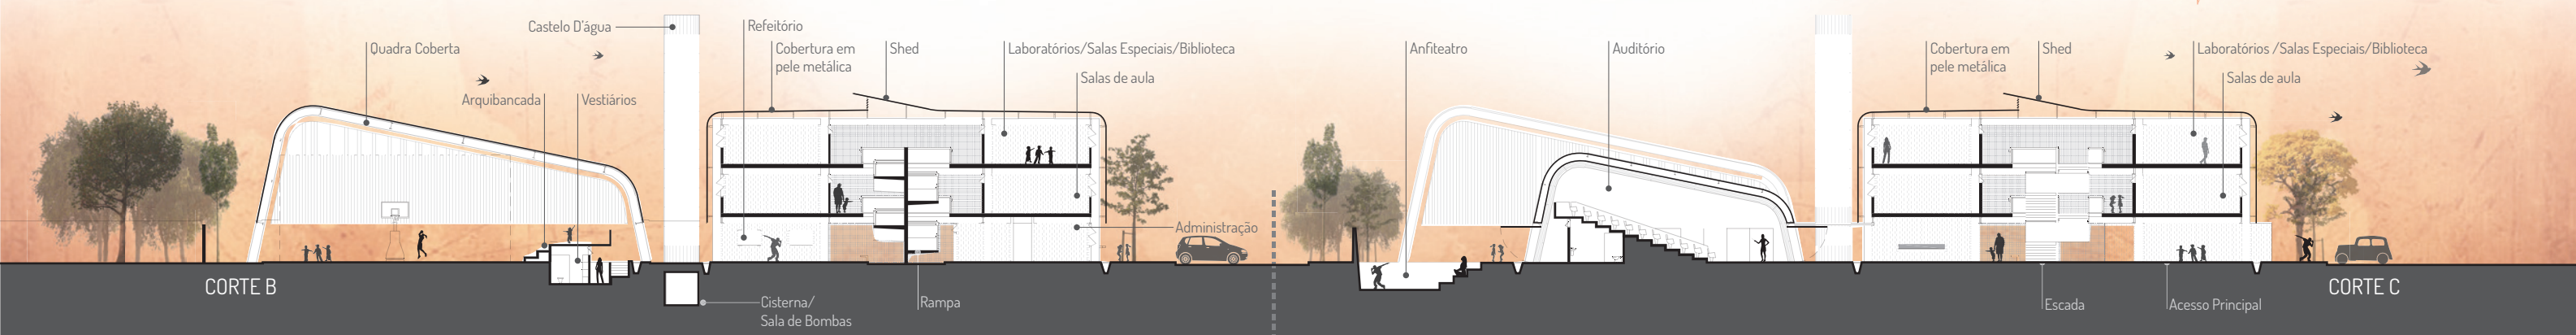 Castelo D'água
Quadra Coberta
Arquibancada
Vestiários
Refeitório
Cobertura em
pele metálica
Shed
Laboratórios/Salas Especiais/Biblioteca
Salas de aula
Administração
CORTE B
Cisterna/
Sala de Bombas
Rampa
Anfiteatro
Auditório
Cobertura em
pele metálica
Shed
Laboratórios /Salas Especiais/Biblioteca
Salas de aula
Escada
Acesso Principal
CORTE C